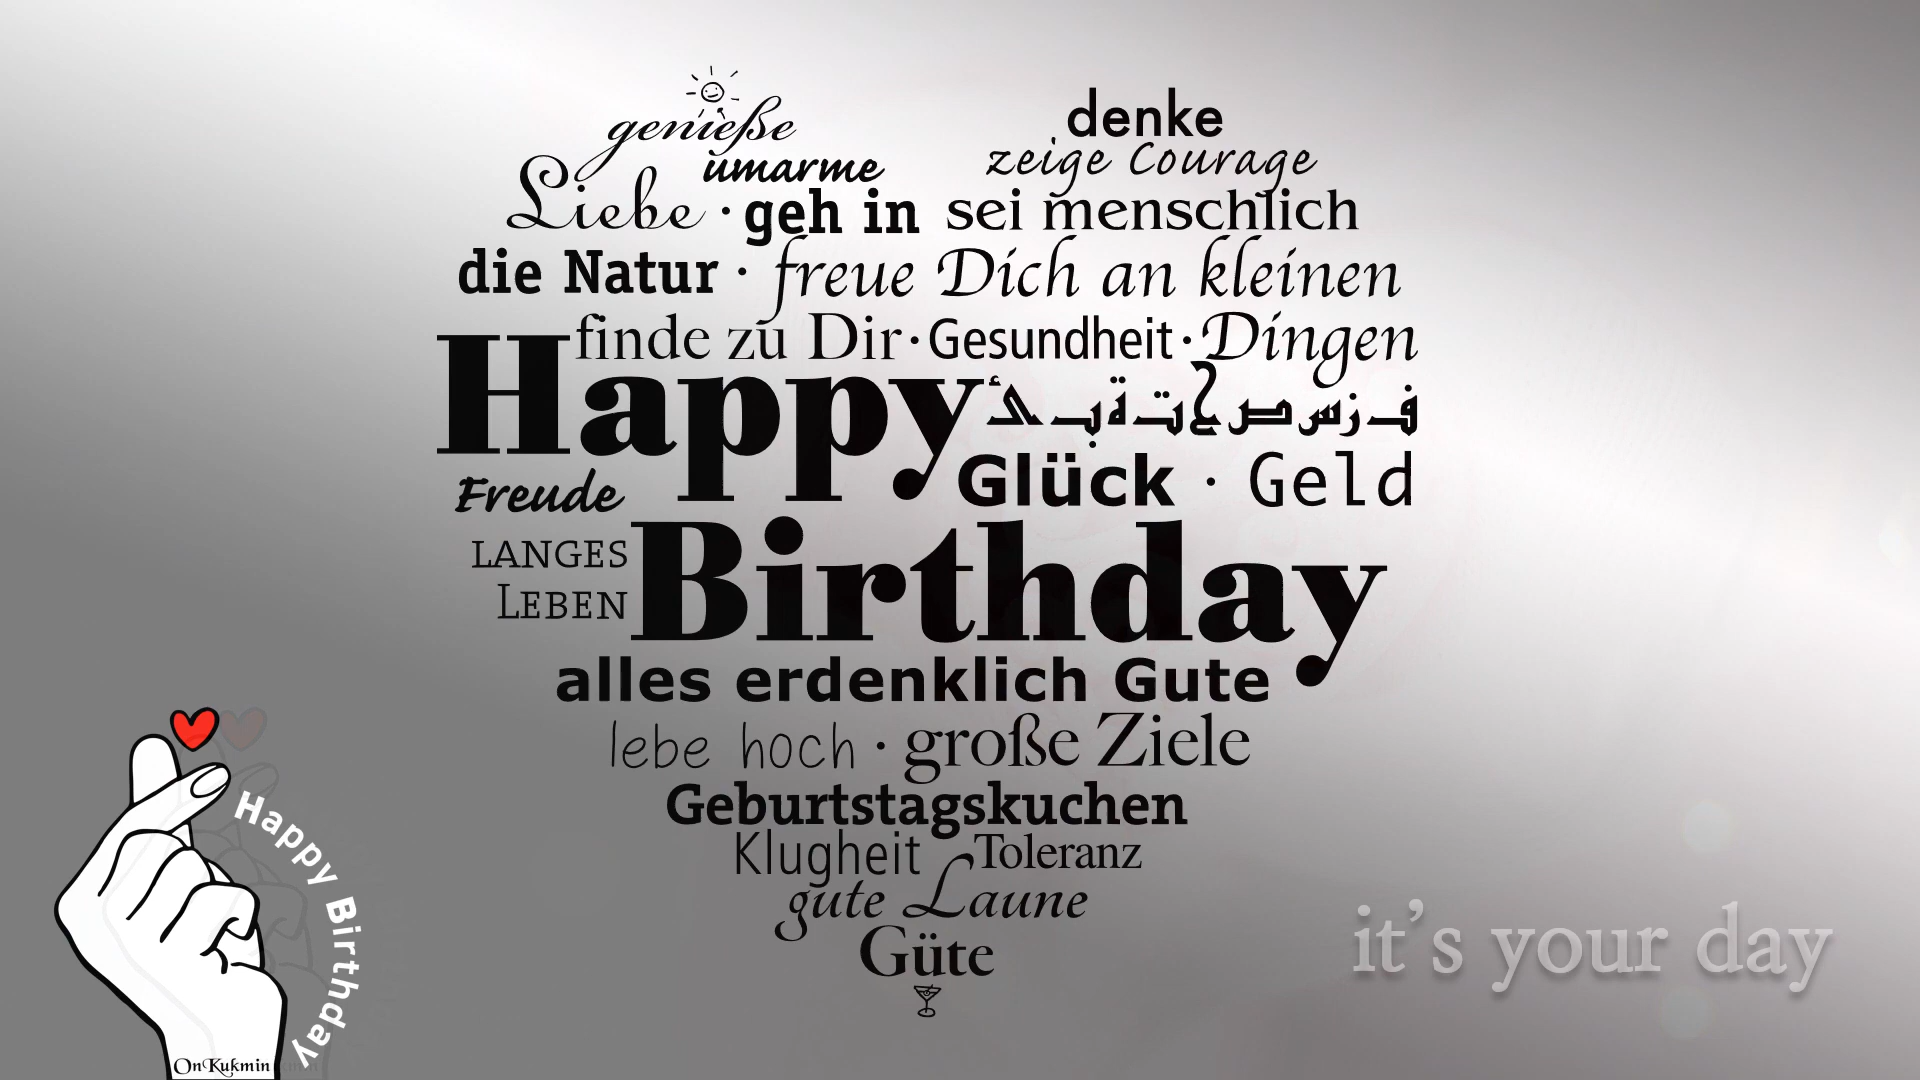 genieße
denke
umarme
zeige Courage
Liebe · geh in sei menschlich
die Natur · freue Dich an kleinen
finde zu Dir · Gesundheit · Dingen
Happy
Freude
Glück · Geld
LANGES
LEBEN
Birthday
alles erdenklich Gute
lebe hoch · große Ziele
Geburtstagskuchen
Klugheit Toleranz
gute Laune
Güte
Happy Birthday
OnKukmin
it's your day